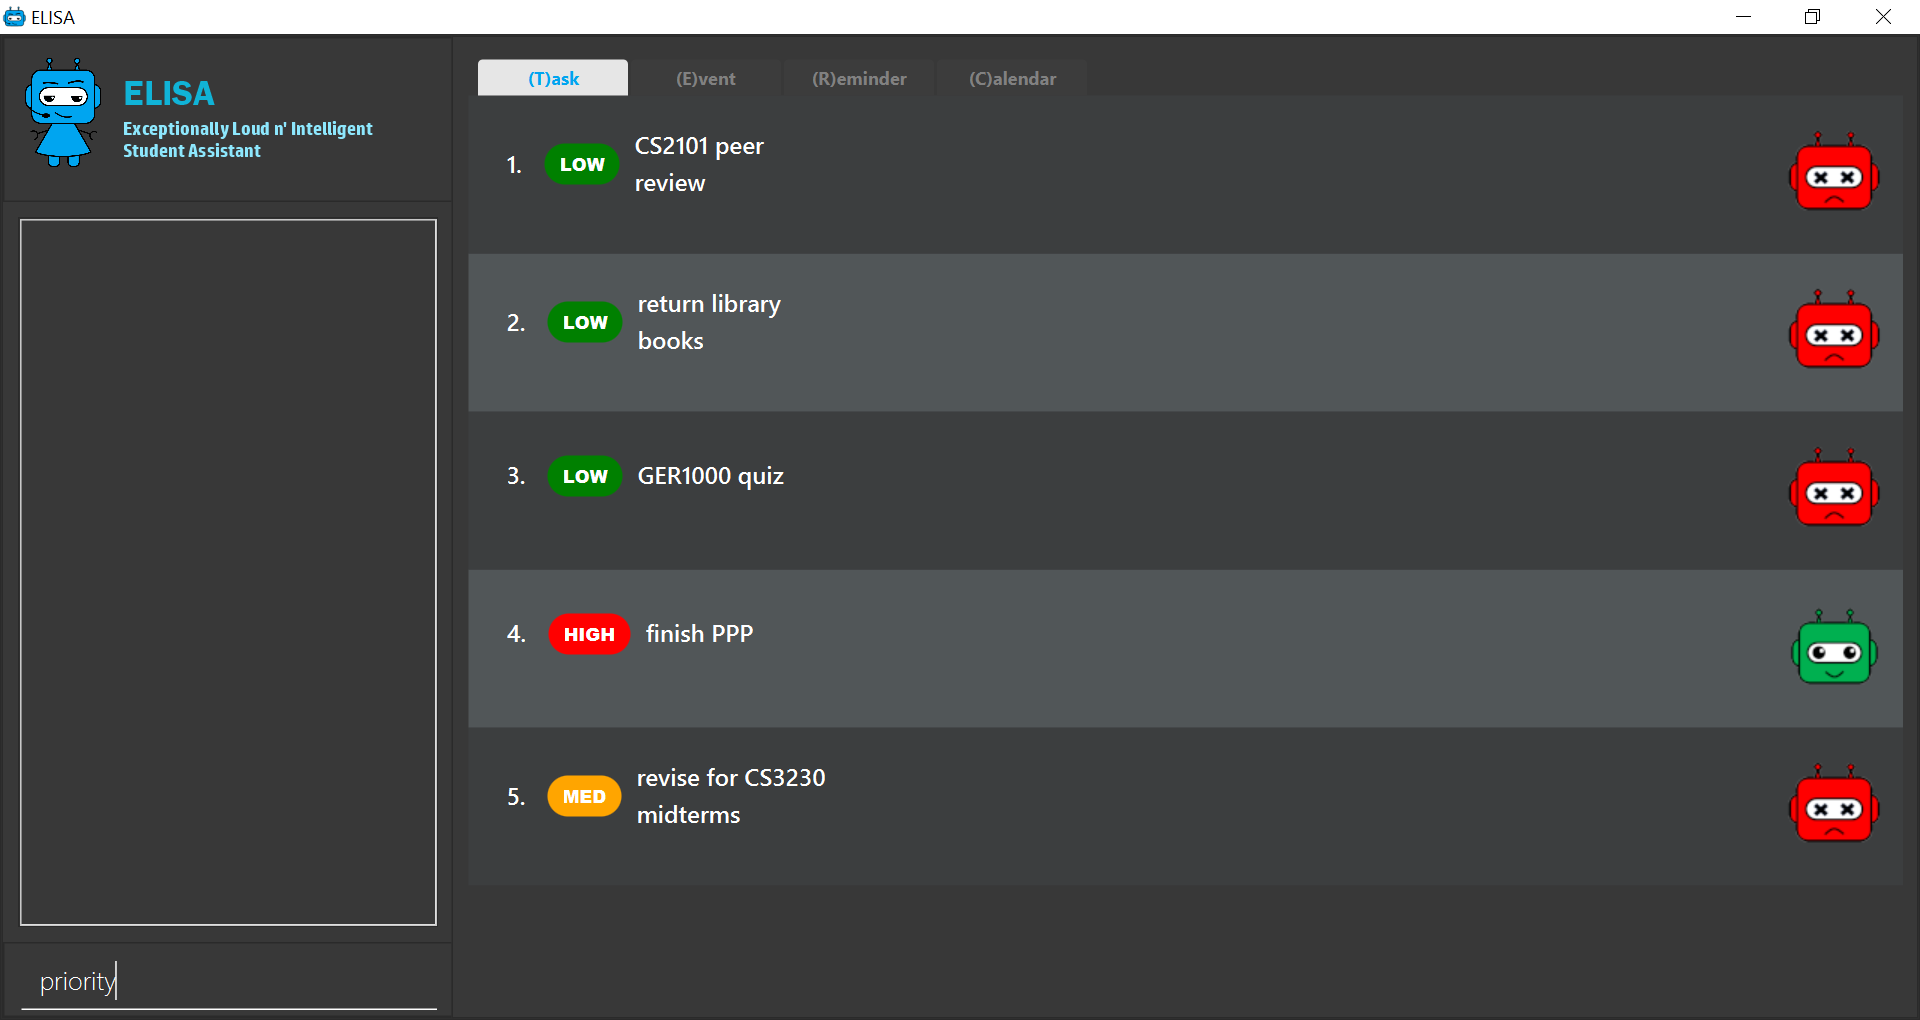 ELISA
ELISA
Exceptionally Loud n' Intelligent
Student Assistant
(T)ask (E)vent (R)eminder (C)alendar
1. LOW CS2101 peer
review
2. LOW return library
books
3. LOW GER1000 quiz
4. HIGH finish PPP
5. MED revise for CS3230
midterms
priority